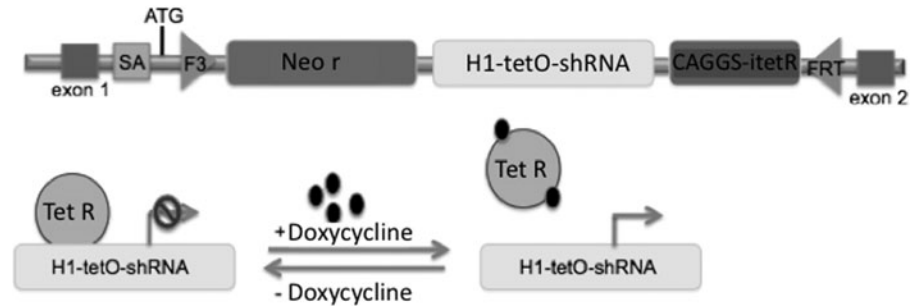 ATG
SA F3 Neo r H1-tetO-shRNA CAGGS-itetR FRT
exon 1 exon 2
Tet R
Tet R
+Doxycycline
H1-tetO-shRNA H1-tetO-shRNA
- Doxycycline